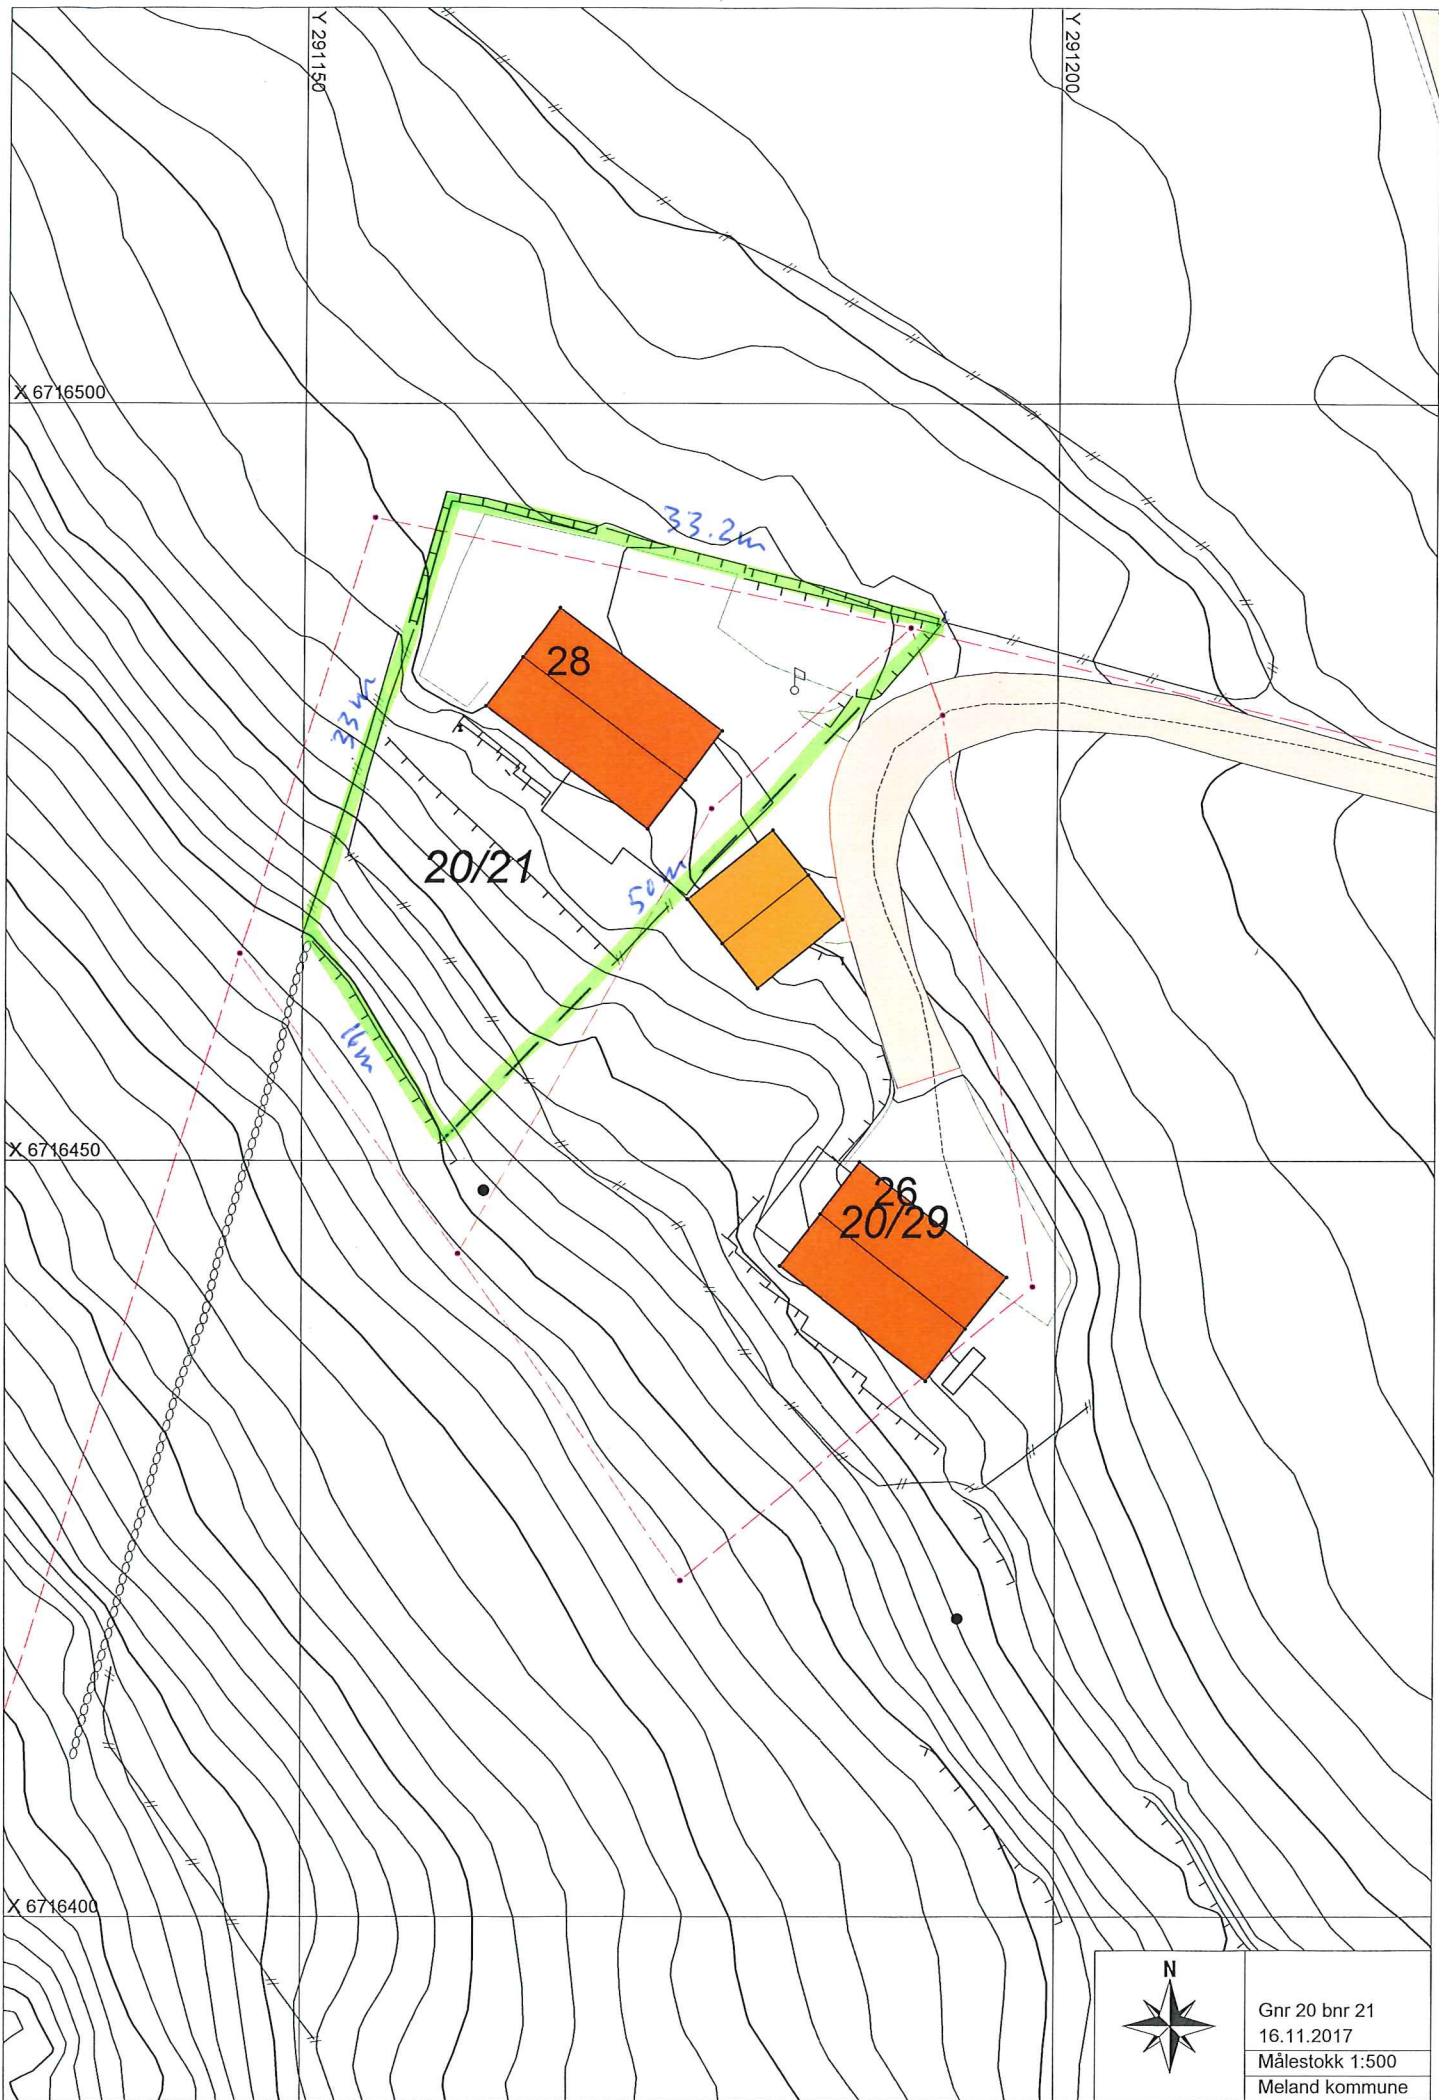 Y 291150
Y 291200
X 6716500
33.2m
28
33m
20/21
50m
16m
X 6716450
26
20/29
X 6716400
N
Gnr 20 bnr 21
16.11.2017
Målestokk 1:500
Meland kommune